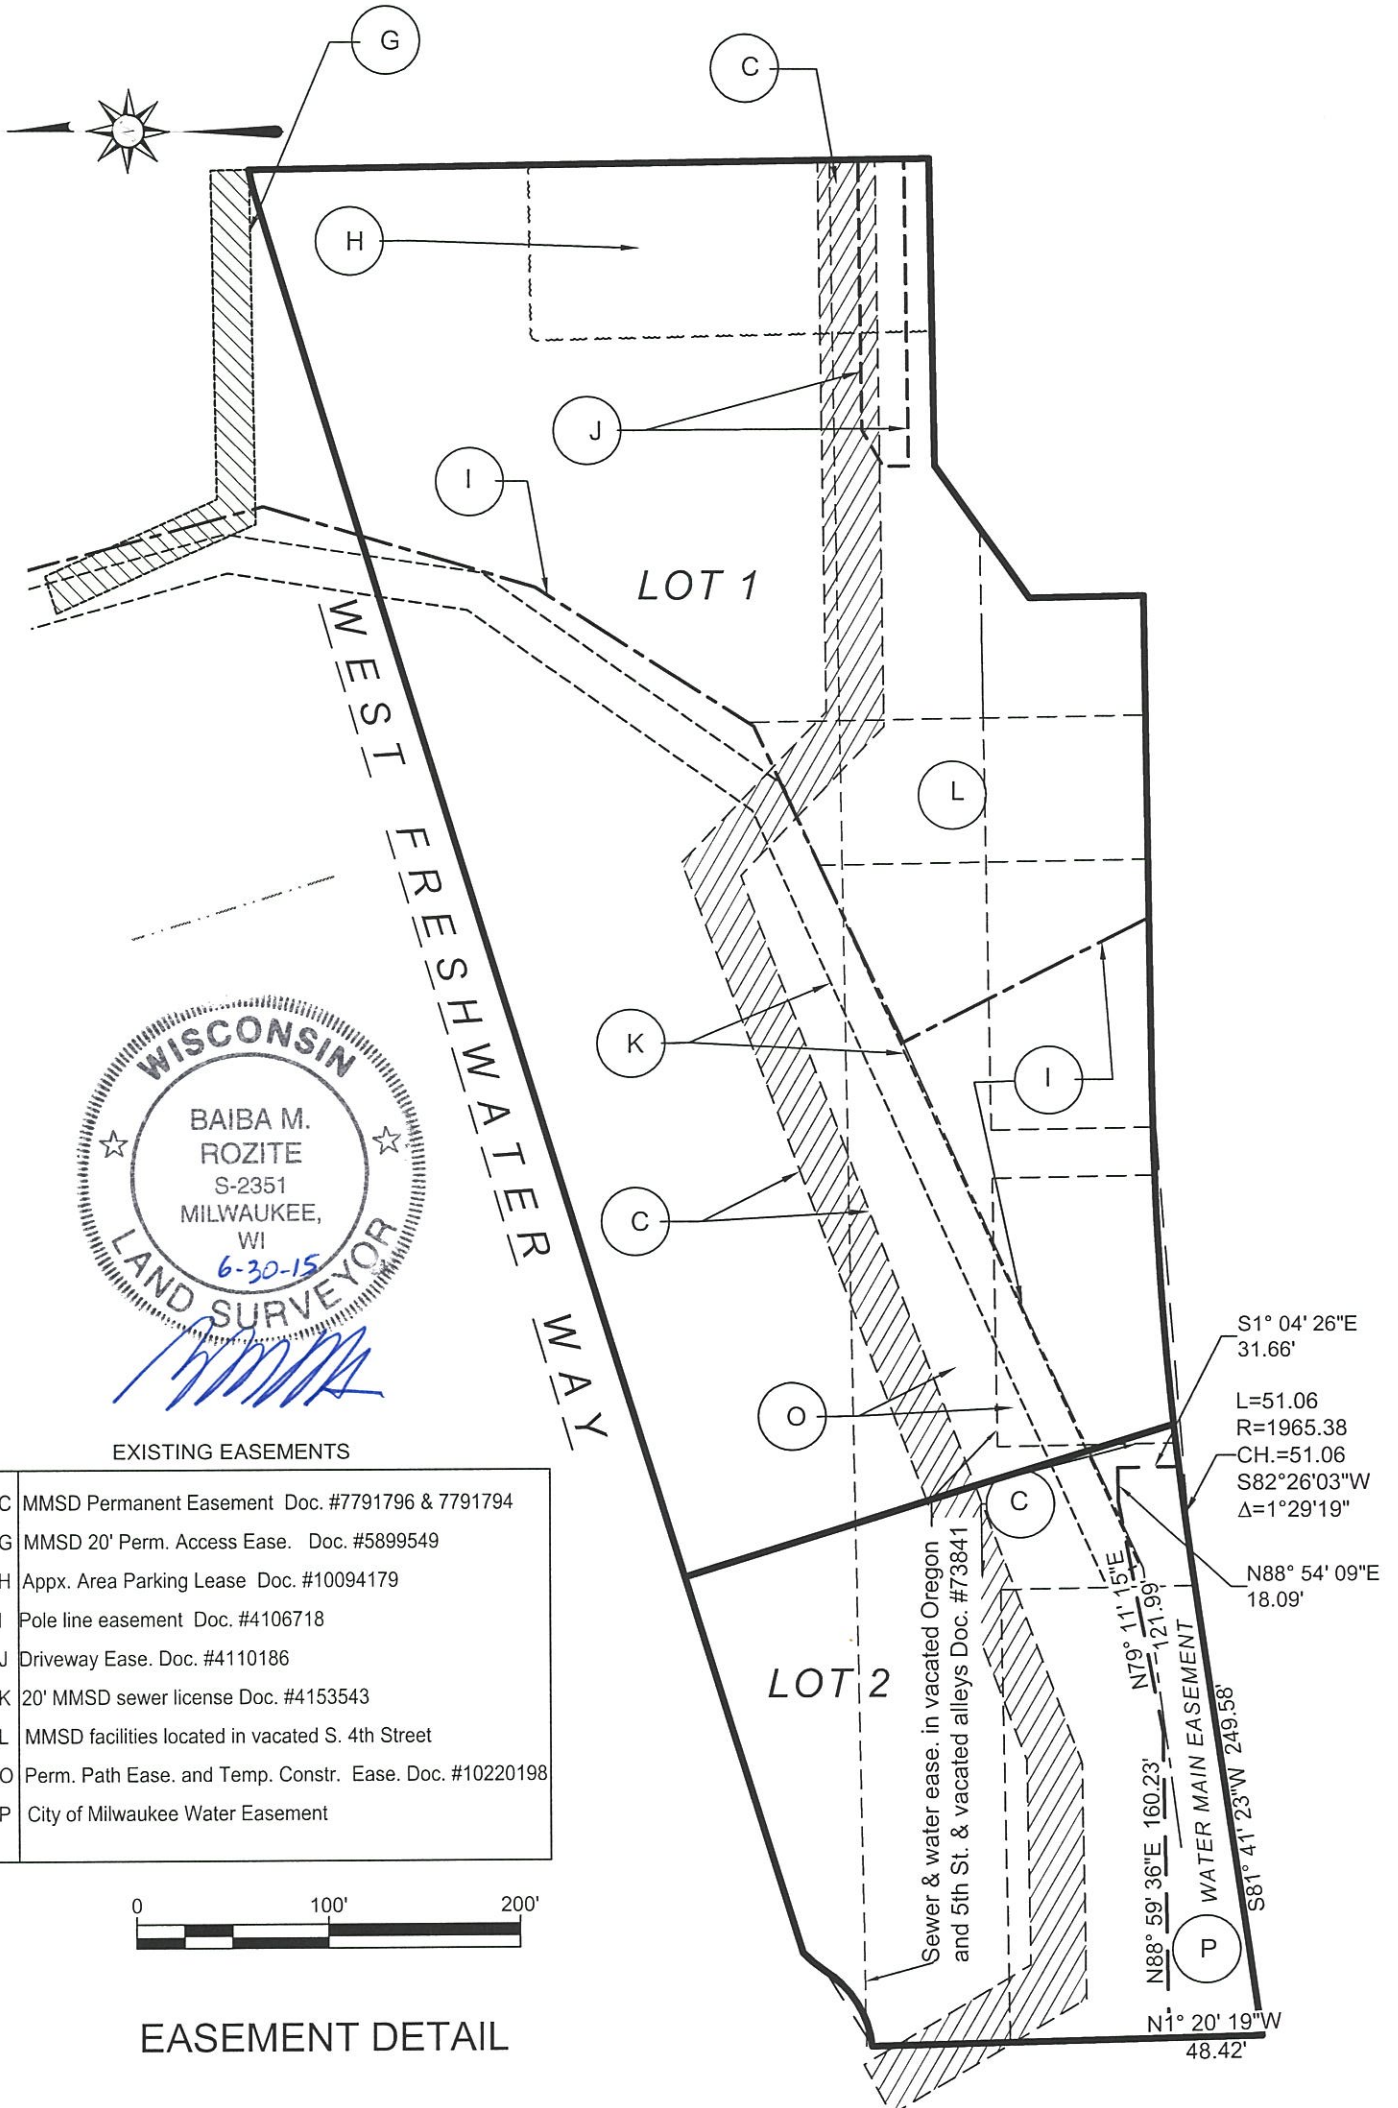 G
C
H
J
I
LOT 1
WEST FRESHWATER WAY
L
K
I
C
WISCONSIN
BAIBA M.
ROZITE
S-2351
MILWAUKEE,
WI
6-30-15
LAND SURVEYOR
S1° 04' 26"E
31.66'
L=51.06
R=1965.38
CH.=51.06
S82°26'03"W
Δ=1°29'19"
O
C
N88° 54' 09"E
18.09'
N79° 11' 15"E
121.99'
EXISTING EASEMENTS
C MMSD Permanent Easement Doc. #7791796 & 7791794
G MMSD 20' Perm. Access Ease. Doc. #5899549
H Appx. Area Parking Lease Doc. #10094179
I Pole line easement Doc. #4106718
J Driveway Ease. Doc. #4110186
K 20' MMSD sewer license Doc. #4153543
L MMSD facilities located in vacated S. 4th Street
O Perm. Path Ease. and Temp. Constr. Ease. Doc. #10220198
P City of Milwaukee Water Easement
LOT 2
Sewer & water ease. in vacated Oregon
and 5th St. & vacated alleys Doc. #73841
WATER MAIN EASEMENT
S81° 41' 23"W 249.58'
N88° 59' 36"E 160.23'
P
N1° 20' 19"W
48.42'
0 100' 200'
EASEMENT DETAIL